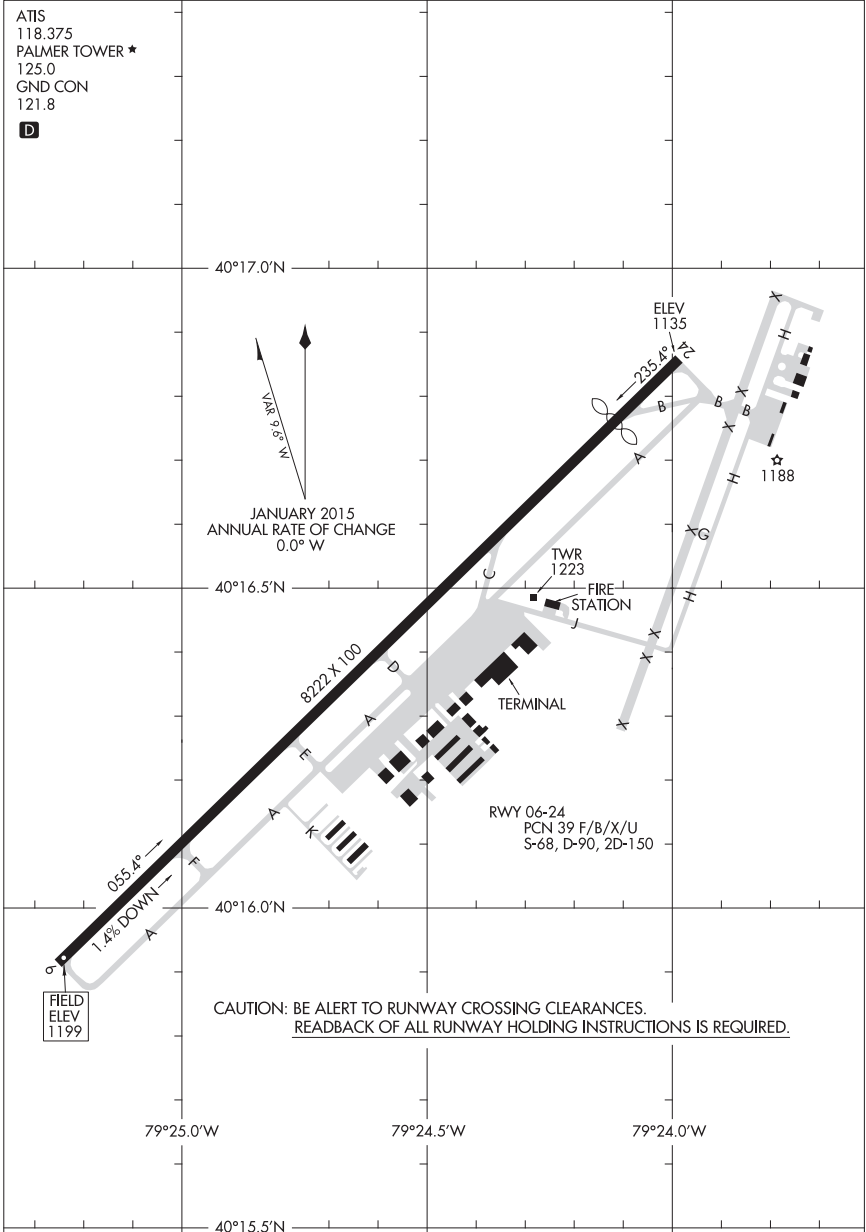 ATIS
118.375
PALMER TOWER ★
125.0
GND CON
121.8
D
40°17.0'N
ELEV
1135
24
235.4°
X
H
B
X
B
B
X
VAR 9.6° W
A
H
1188
JANUARY 2015
ANNUAL RATE OF CHANGE
0.0° W
X
G
TWR
1223
C
40°16.5'N
FIRE
STATION
H
J
X
X
8222 X 100
D
TERMINAL
A
X
E
A
K
RWY 06-24
PCN 39 F/B/X/U
S-68, D-90, 2D-150
055.4°
F
1.4% DOWN
40°16.0'N
A
6
FIELD
ELEV
1199
CAUTION: BE ALERT TO RUNWAY CROSSING CLEARANCES.
READBACK OF ALL RUNWAY HOLDING INSTRUCTIONS IS REQUIRED.
79°25.0'W
79°24.5'W
79°24.0'W
40°15.5'N